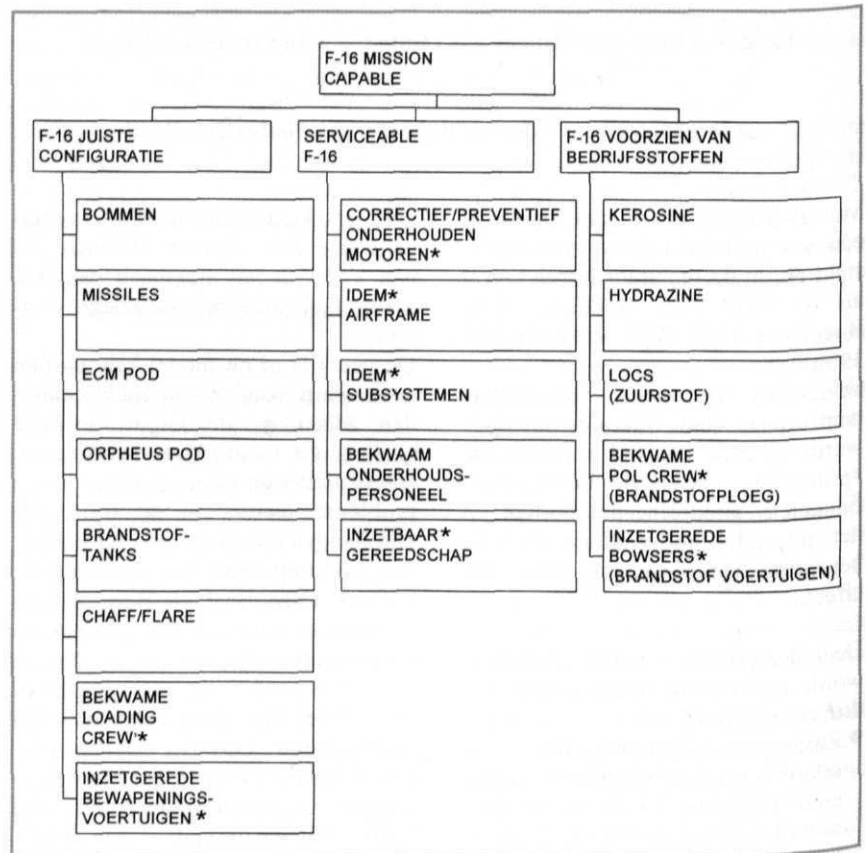 F-16 MISSION
CAPABLE
F-16 JUISTE
CONFIGURATIE
BOMMEN
MISSILES
ECM POD
ORPHEUS POD
BRANDSTOF-
TANKS
CHAFF/FLARE
BEKWAME
LOADING
CREW'*
INZETGEREDE
BEWAPENINGS-
VOERTUIGEN *
SERVICEABLE
F-16
CORRECTIEF/PREVENTIEF
ONDERHOUDEN
MOTOREN*
IDEM*
AIRFRAME
IDEM*
SUBSYSTEMEN
BEKWAAM
ONDERHOUDS-
PERSONEEL
INZETBAAR*
GEREEDSCHAP
F-16 VOORZIEN VAN
BEDRIJFSSTOFFEN
KEROSINE
HYDRAZINE
LOCS
(ZUURSTOF)
BEKWAME
POL CREW*
(BRANDSTOFPLOEG)
INZETGEREDE
BOWSERS*
(BRANDSTOF VOERTUIGEN)